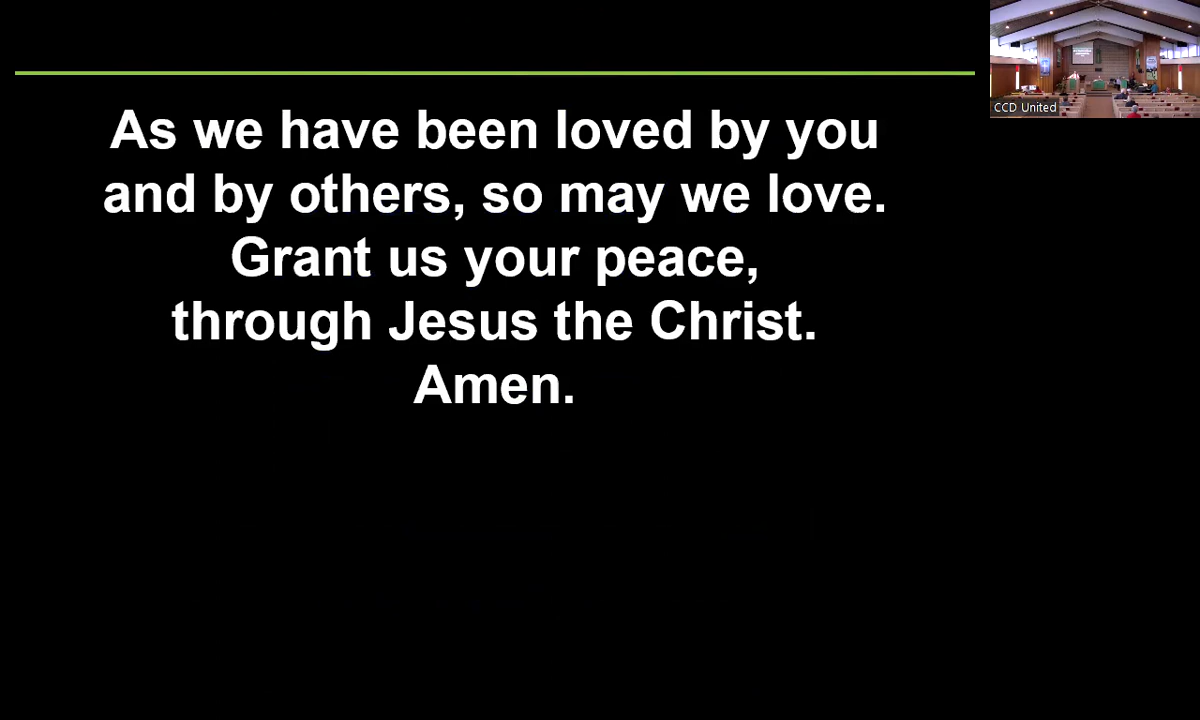 As we have been loved by you
and by others, so may we love.
Grant us your peace,
through Jesus the Christ.
Amen.
CCD United